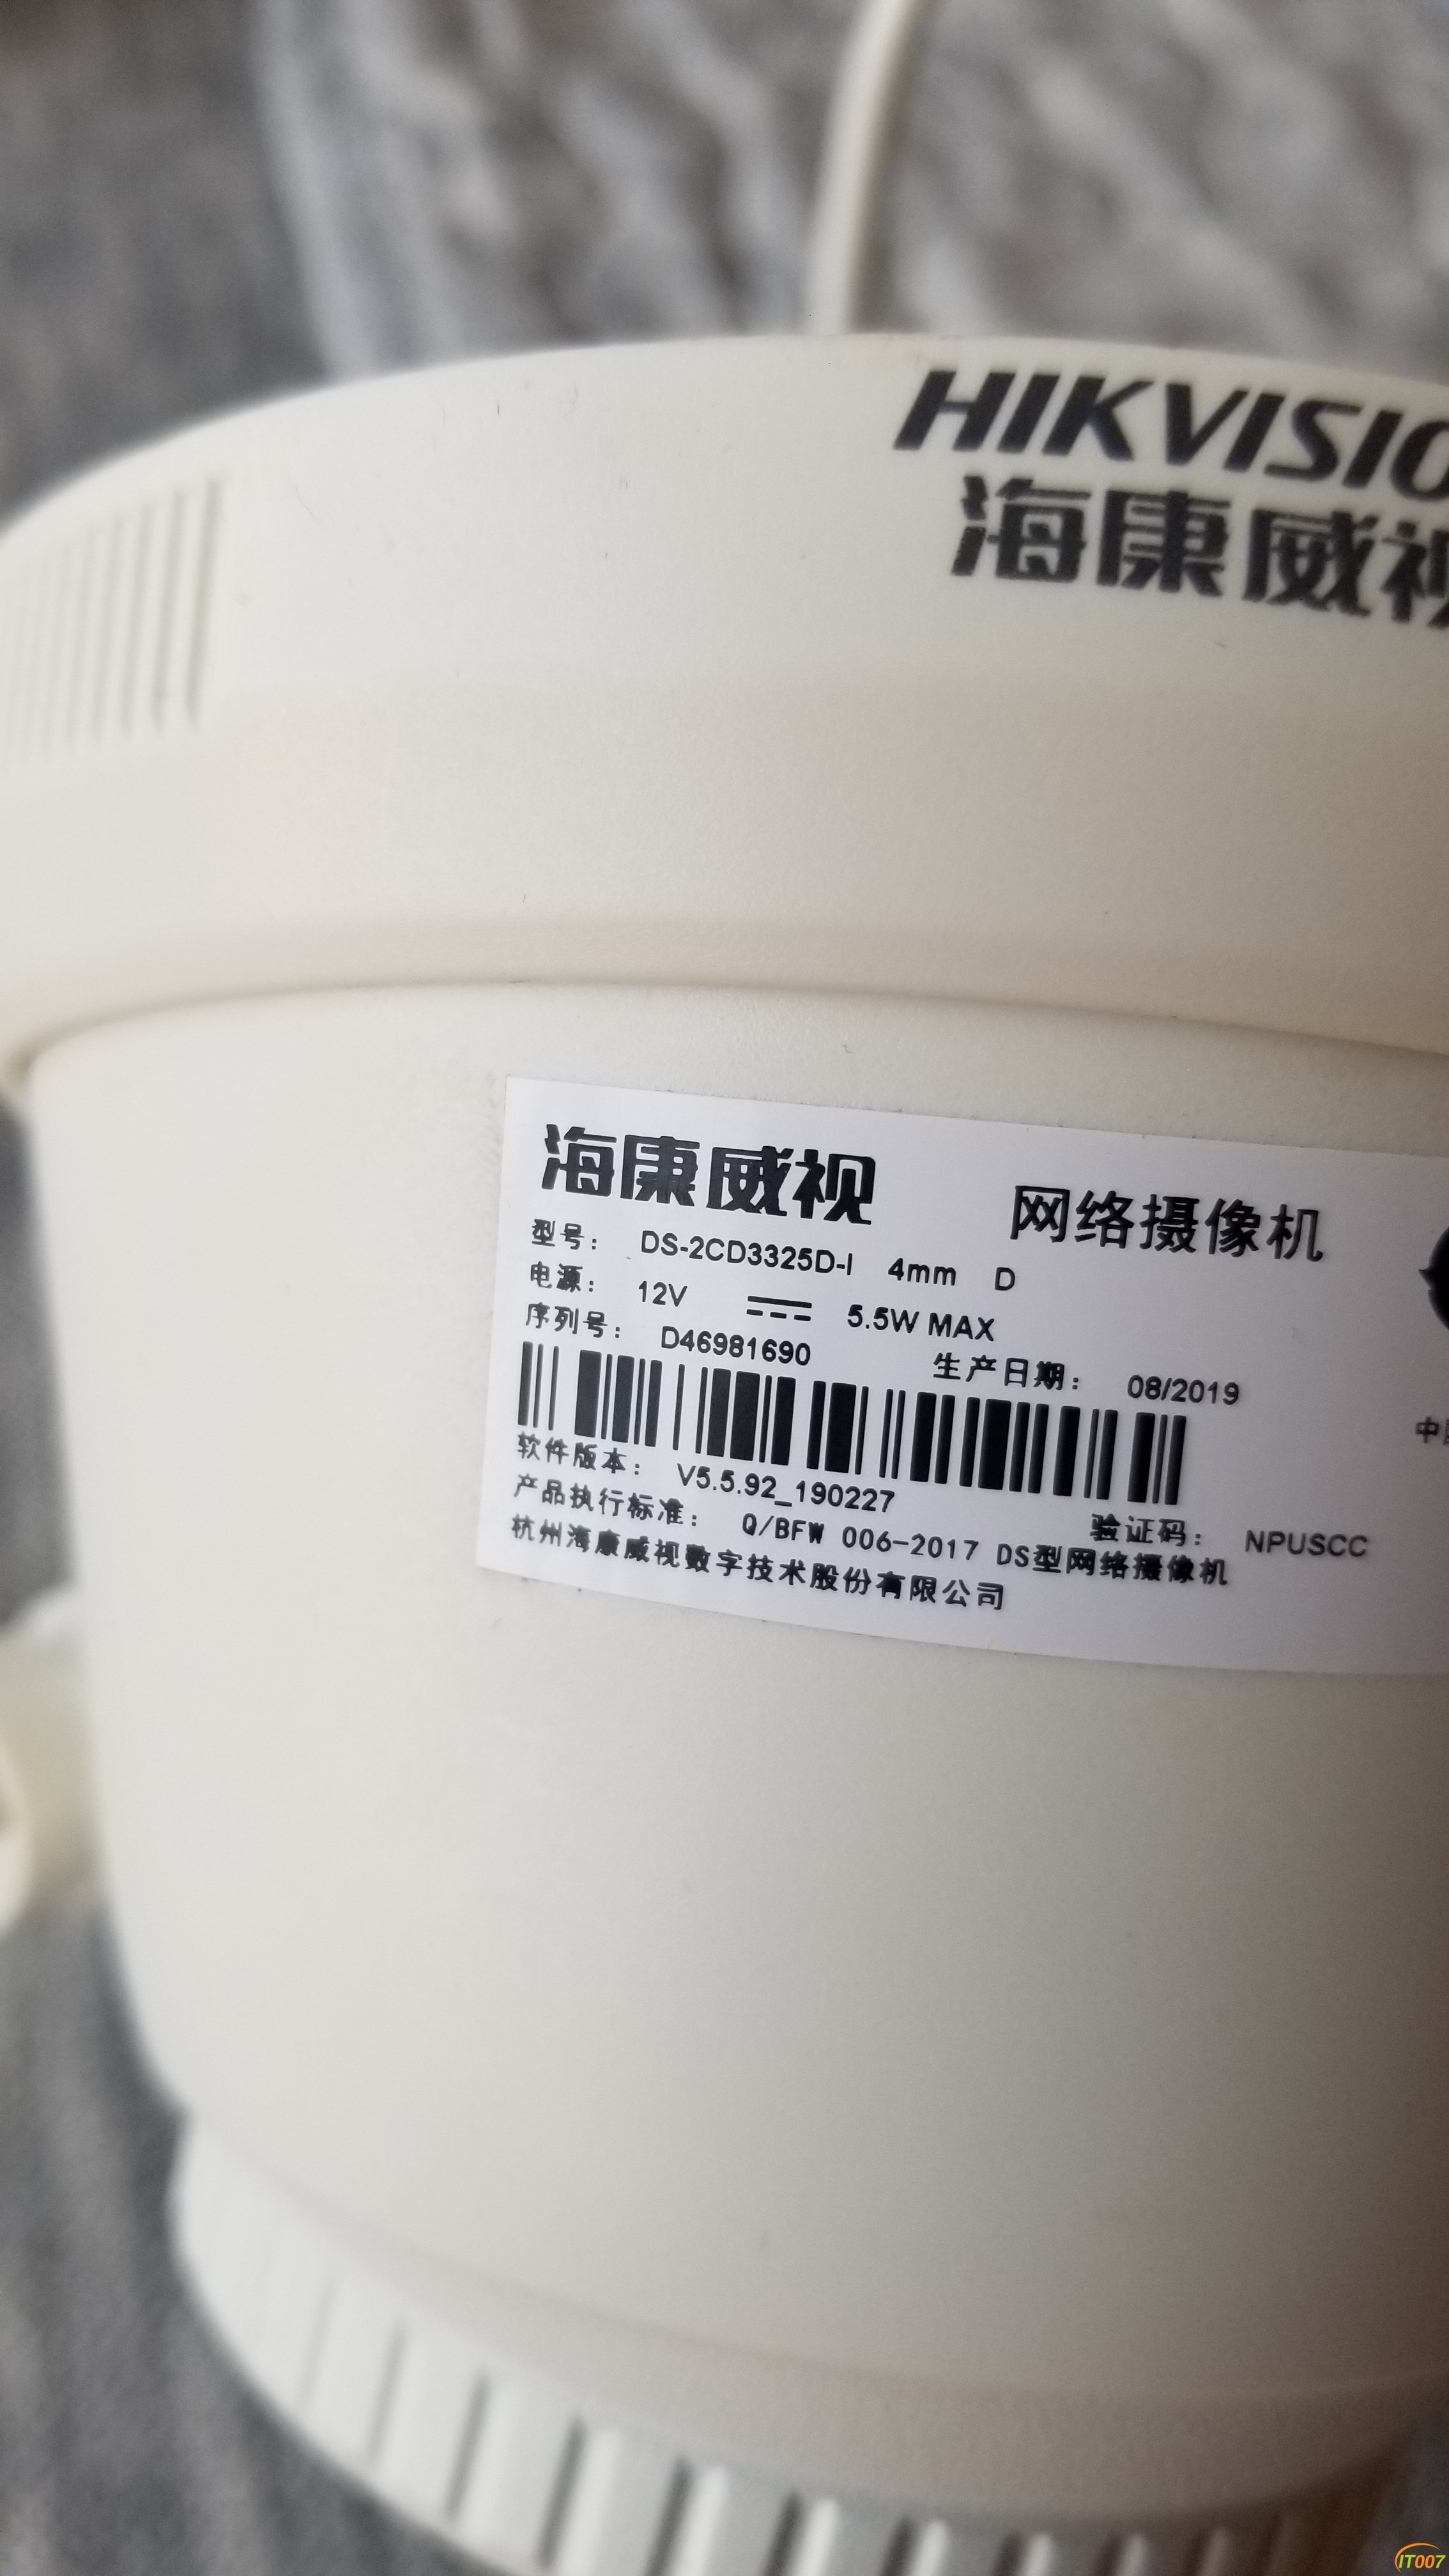 HIKVISIO
海康威视
海康威视 网络摄像机
型号: DS-2CD3325D-I 4mm D
电源: 12V 5.5W MAX
序列号: D46981690 生产日期: 08/2019
软件版本: V5.5.92_190227 验证码: NPUSCC
产品执行标准: Q/BFW 006-2017 DS型网络摄像机
杭州海康威视数字技术股份有限公司
中
IT007